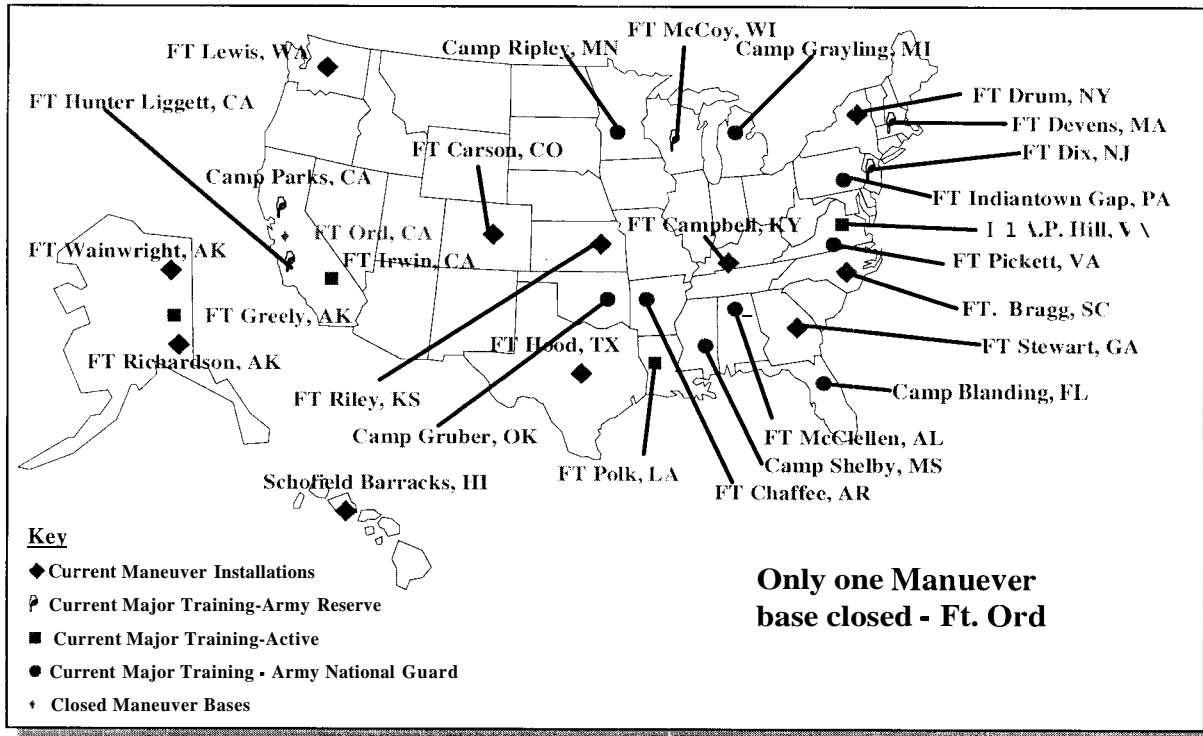 FT McCoy, WI
FT Lewis, WA
Camp Ripley, MN
Camp Grayling, MI
FT Hunter Liggett, CA
FT Drum, NY
FT Devens, MA
FT Carson, CO
FT Dix, NJ
Camp Parks, CA
FT Indiantown Gap, PA
FT Campbell, KY
A.P. Hill,
FT Ord, CA
FT Wainwright, AK
FT Irwin, CA
FT Pickett, VA
FT. Bragg, SC
FT Greely, AK
FT Hood, TX
FT Stewart, GA
FT Richardson, AK
Camp Blanding, FL
FT Riley, KS
Camp Gruber, OK
FT McClellen, AL
FT Polk, LA
Camp Shelby, MS
Schofield Barracks, HI
FT Chaffee, AR
Key
Current Maneuver Installations
Current Major Training-Army Reserve
Current Major Training-Active
Current Major Training - Army National Guard
Closed Maneuver Bases
Only one Manuever
base closed - Ft. Ord